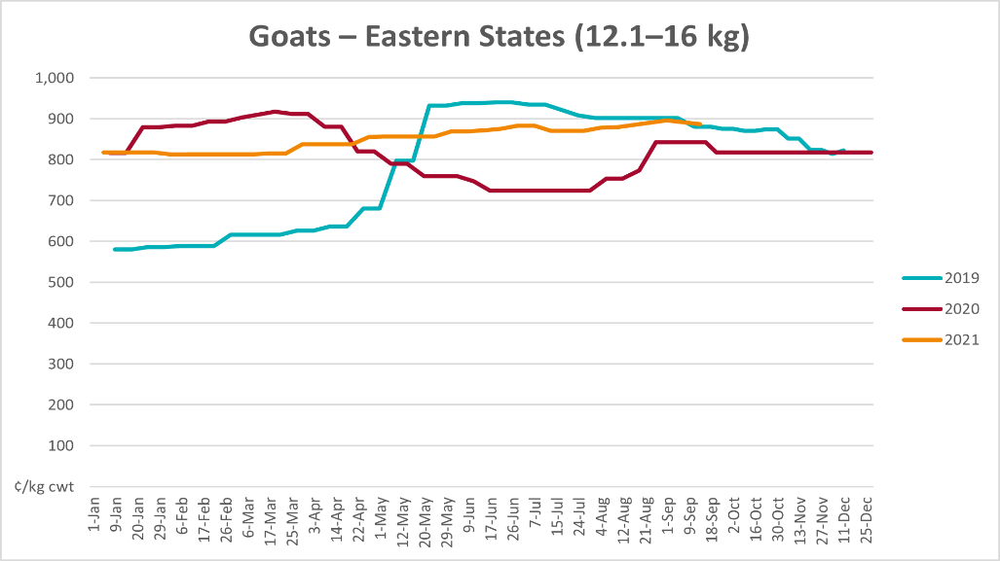 Goats – Eastern States (12.1–16 kg)
1,000
900
800
700
600
500
400
300
200
100
¢/kg cwt
1-Jan
9-Jan
20-Jan
29-Jan
6-Feb
17-Feb
26-Feb
6-Mar
17-Mar
25-Mar
3-Apr
14-Apr
22-Apr
1-May
12-May
20-May
29-May
9-Jun
17-Jun
26-Jun
7-Jul
15-Jul
24-Jul
4-Aug
12-Aug
21-Aug
1-Sep
9-Sep
18-Sep
2-Oct
16-Oct
30-Oct
13-Nov
27-Nov
11-Dec
25-Dec
2019
2020
2021